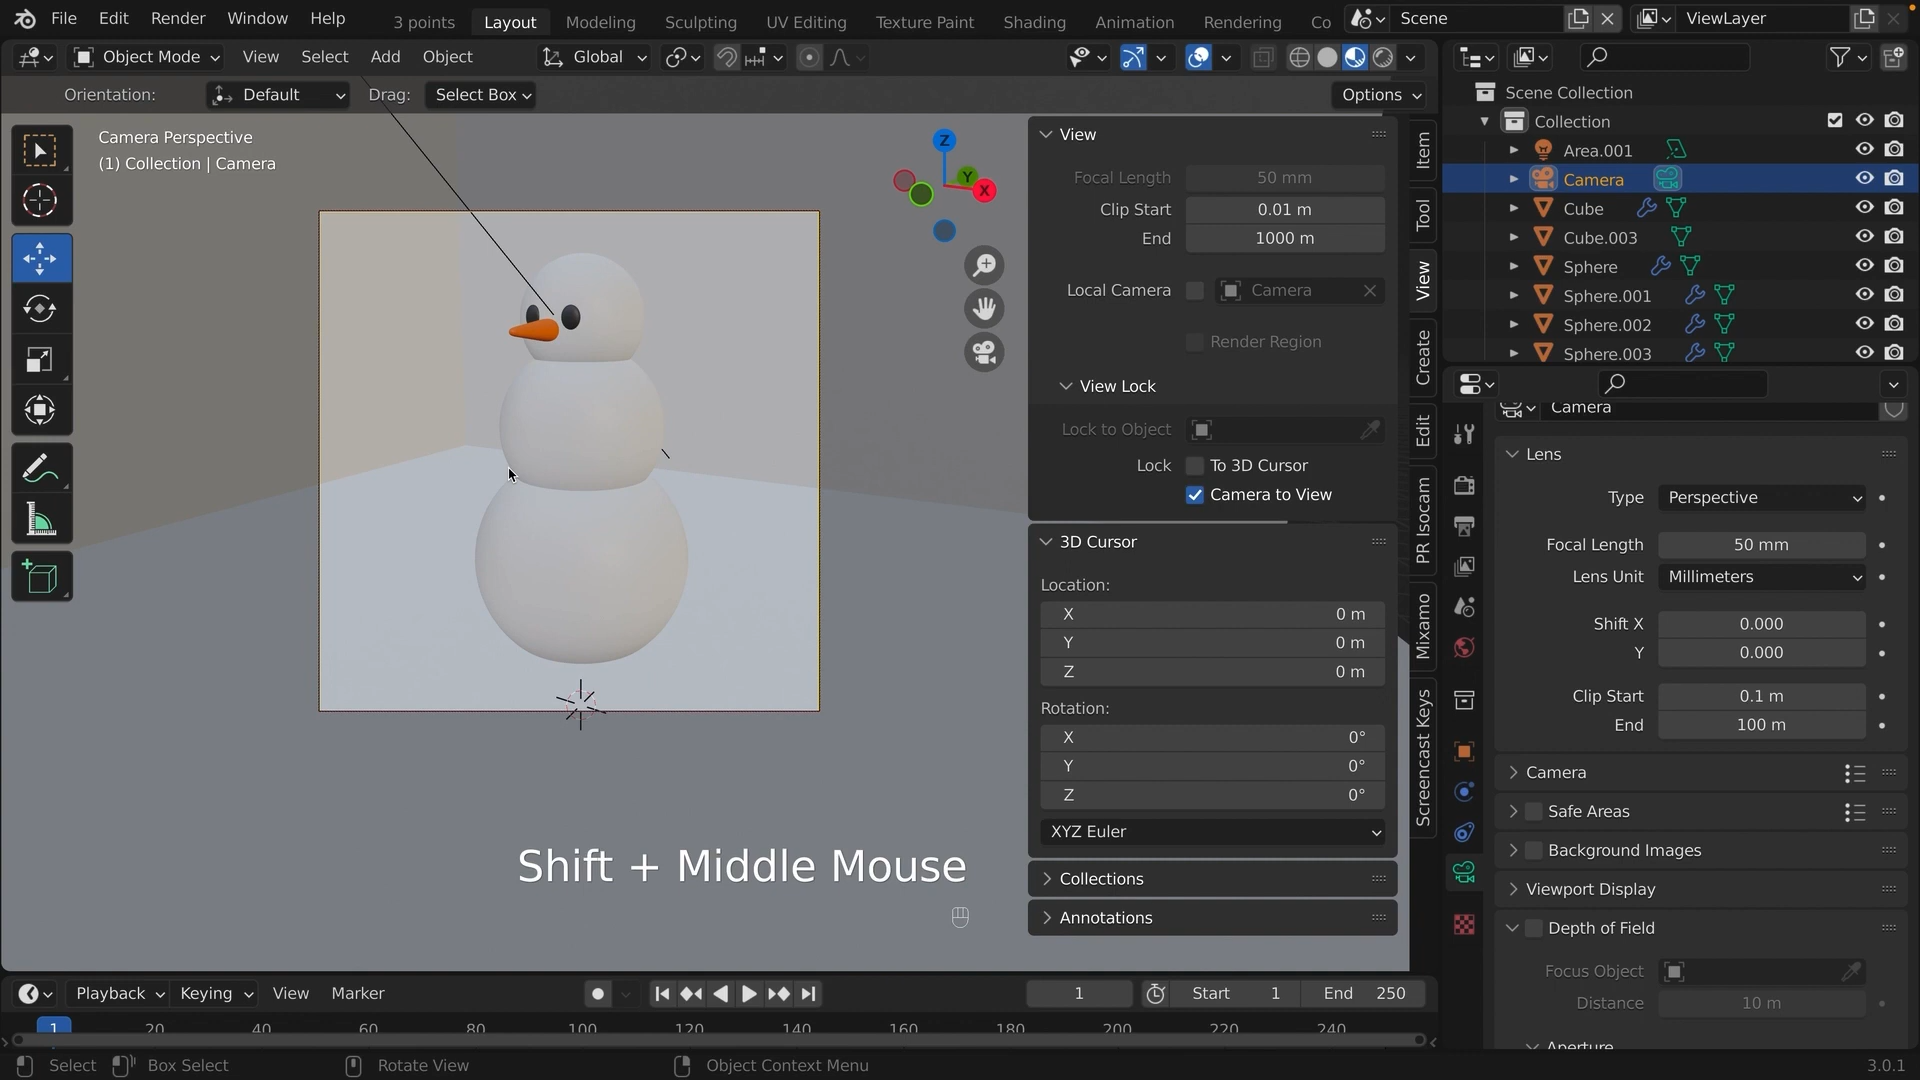 File Edit Render Window Help 3 points Layout Modeling Sculpting UV Editing Texture Paint Shading Animation Rendering Co Scene ViewLayer
Object Mode View Select Add Object Global
Orientation: Default Drag: Select Box Options
Camera Perspective
(1) Collection | Camera
Z
Y
X
View
Focal Length 50 mm
Clip Start 0.01 m
End 1000 m
Local Camera Camera
Render Region
View Lock
Lock to Object
Lock To 3D Cursor
Camera to View
3D Cursor
Location:
X 0 m
Y 0 m
Z 0 m
Rotation:
X 0°
Y 0°
Z 0°
XYZ Euler
Collections
Annotations
Item
Tool
View
Create
Edit
PR Isocam
Mixamo
Screencast Keys
Shift + Middle Mouse
Scene Collection
Collection
Area.001
Camera
Cube
Cube.003
Sphere
Sphere.001
Sphere.002
Sphere.003
Camera
Lens
Type Perspective
Focal Length 50 mm
Lens Unit Millimeters
Shift X 0.000
Y 0.000
Clip Start 0.1 m
End 100 m
Camera
Safe Areas
Background Images
Viewport Display
Depth of Field
Focus Object
Distance 10 m
Aperture
Playback Keying View Marker 1 Start 1 End 250
1 20 40 60 80 100 120 140 160 180 200 220 240
Select Box Select Rotate View Object Context Menu 3.0.1